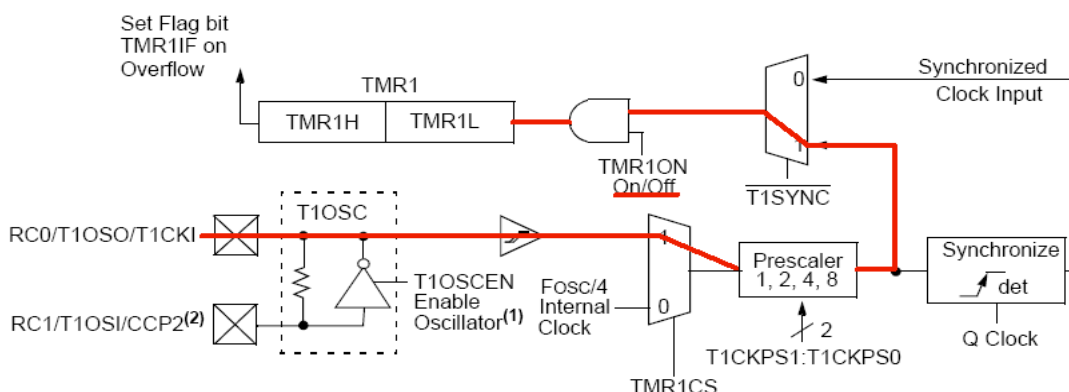 Set Flag bit
TMR1IF on
Overflow
TMR1
TMR1H
TMR1L
TMR1ON
On/Off
0
1
T1SYNC
Synchronized
Clock Input
RC0/T1OSO/T1CKI
T1OSC
T1OSCEN
Enable
Oscillator(1)
RC1/T1OSI/CCP2(2)
FOSC/4
Internal
Clock
1
0
TMR1CS
Prescaler
1, 2, 4, 8
2
T1CKPS1:T1CKPS0
Synchronize
det
Q Clock